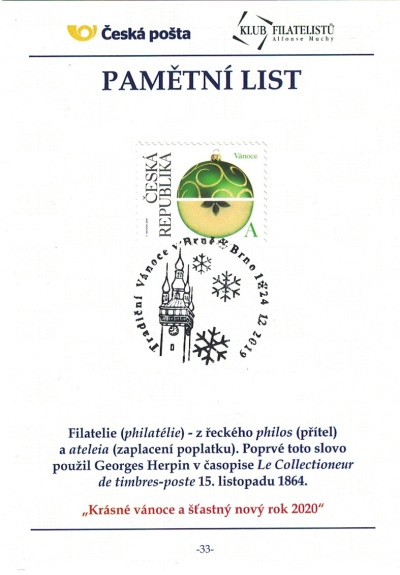 Česká pošta
KLUB FILATELISTŮ
Alfonse Muchy
PAMĚTNÍ LIST
ČESKÁ
REPUBLIKA
Vánoce
A
Tradiční Vánoce v Brně Brno 1 24.12.2019
Filatelie (philatélie) - z řeckého philos (přítel)
a ateleia (zaplacení poplatku). Poprvé toto slovo
použil Georges Herpin v časopise Le Collectioneur
de timbres-poste 15. listopadu 1864.
„Krásné vánoce a šťastný nový rok 2020“
-33-